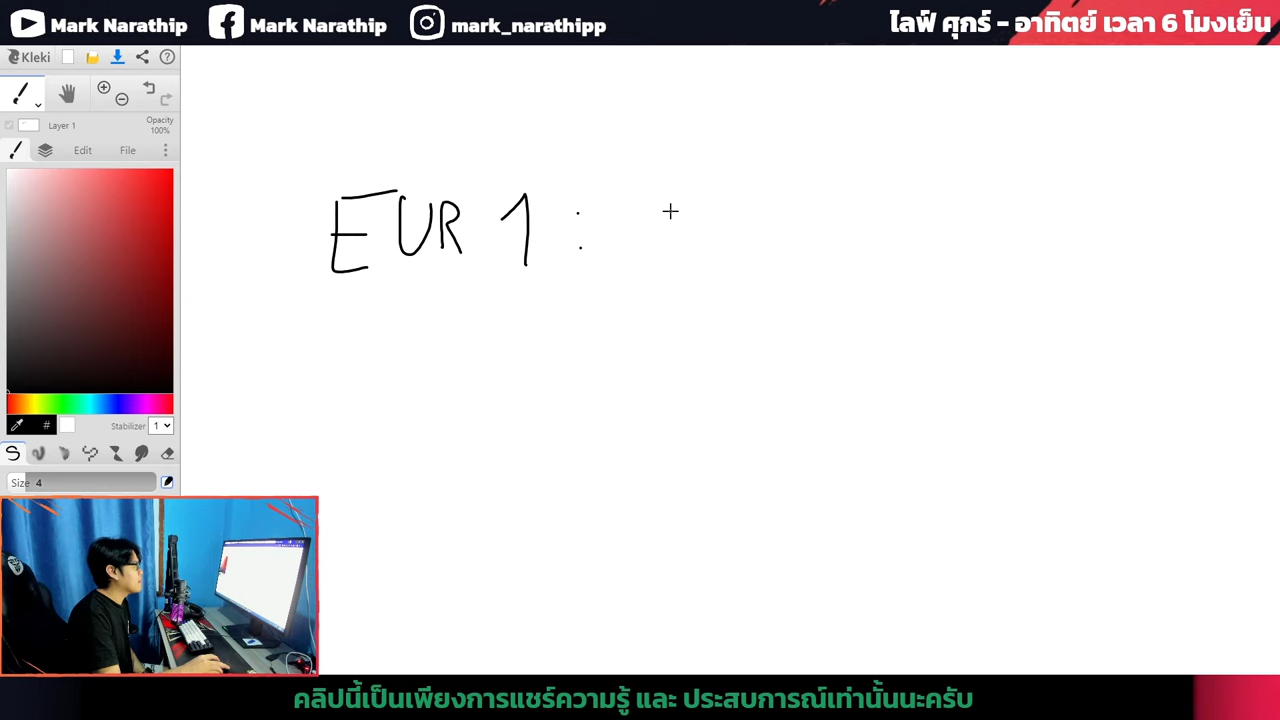 Mark Narathip Mark Narathip mark_narathipp ไลฟ์ ศุกร์ - อาทิตย์ เวลา 6 โมงเย็น
Kleki
Layer 1 Opacity
100%
Edit File
# Stabilizer 1
Size 4
EUR 1 :
คลิปนี้เป็นเพียงการแชร์ความรู้ และ ประสบการณ์เท่านั้นนะครับ